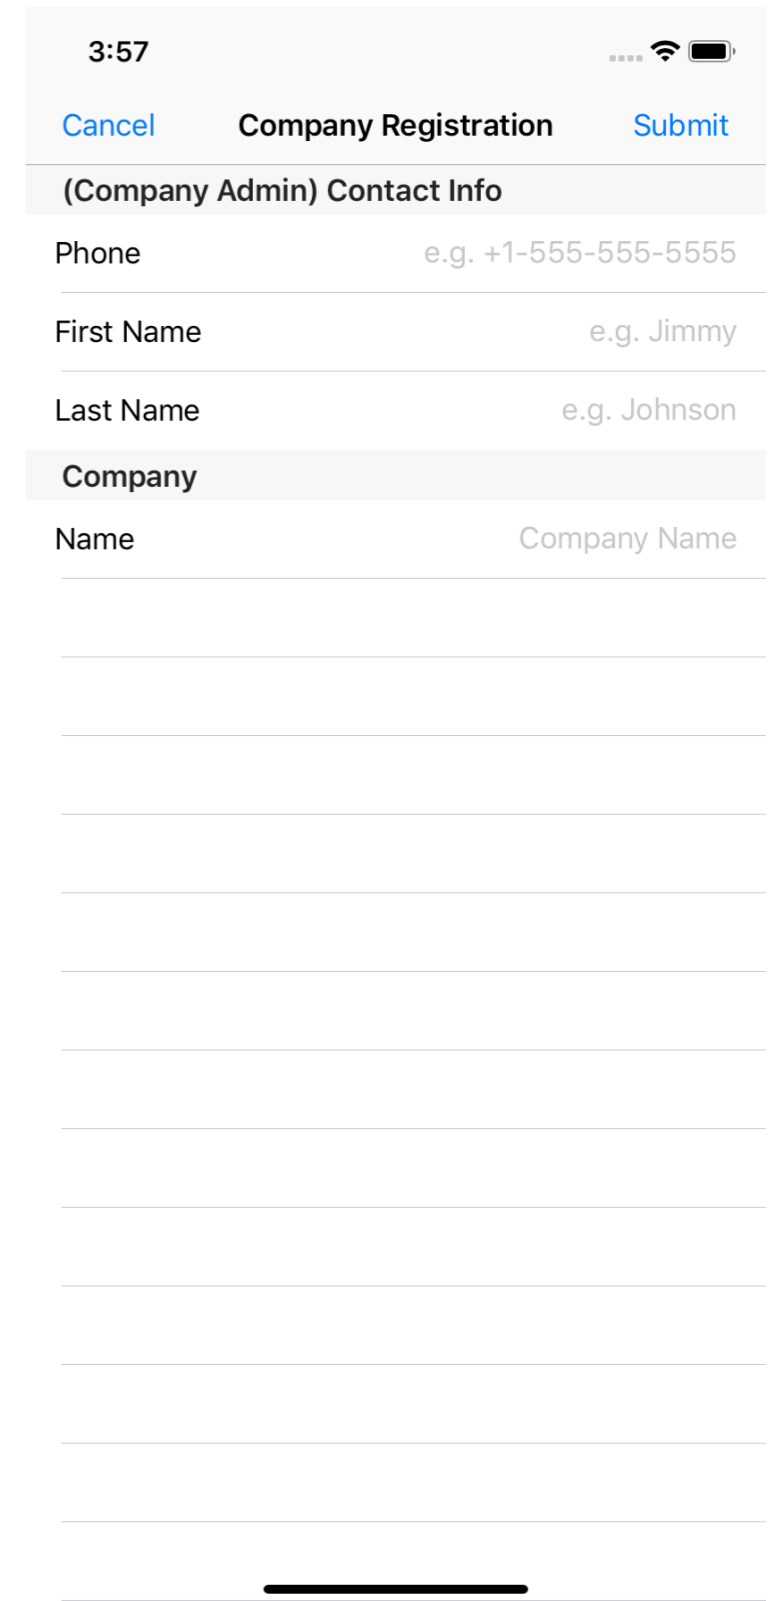 3:57
Cancel Company Registration Submit
(Company Admin) Contact Info
Phone e.g. +1-555-555-5555
First Name e.g. Jimmy
Last Name e.g. Johnson
Company
Name Company Name